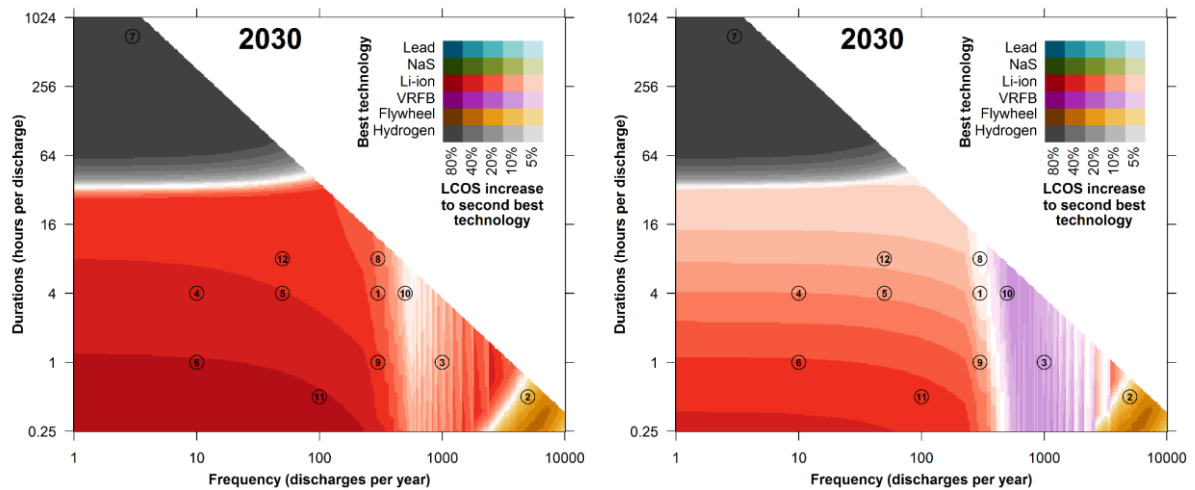 2030
Best technology
Lead
NaS
Li-ion
VRFB
Flywheel
Hydrogen
80%
40%
20%
10%
5%
LCOS increase
to second best
technology
Durations (hours per discharge)
1024
256
64
16
4
1
0.25
7
12
8
4
5
1
10
6
9
3
11
2
1
10
100
1000
10000
Frequency (discharges per year)
2030
Best technology
Lead
NaS
Li-ion
VRFB
Flywheel
Hydrogen
80%
40%
20%
10%
5%
LCOS increase
to second best
technology
Durations (hours per discharge)
1024
256
64
16
4
1
0.25
7
12
8
4
5
1
10
6
9
3
11
2
1
10
100
1000
10000
Frequency (discharges per year)